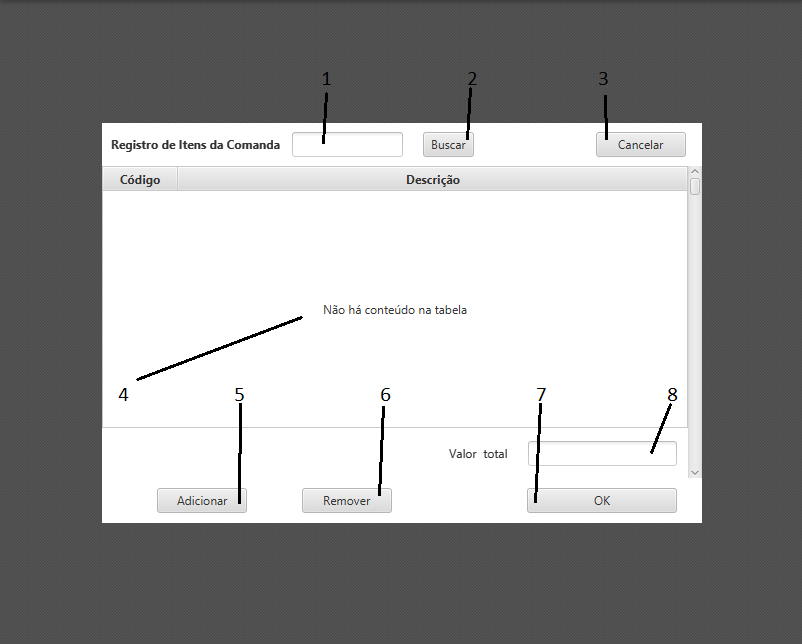 1 2 3
Registro de Itens da Comanda Buscar Cancelar
Código Descrição
Não há conteúdo na tabela
4 5 6 7 8
Valor total
Adicionar Remover OK